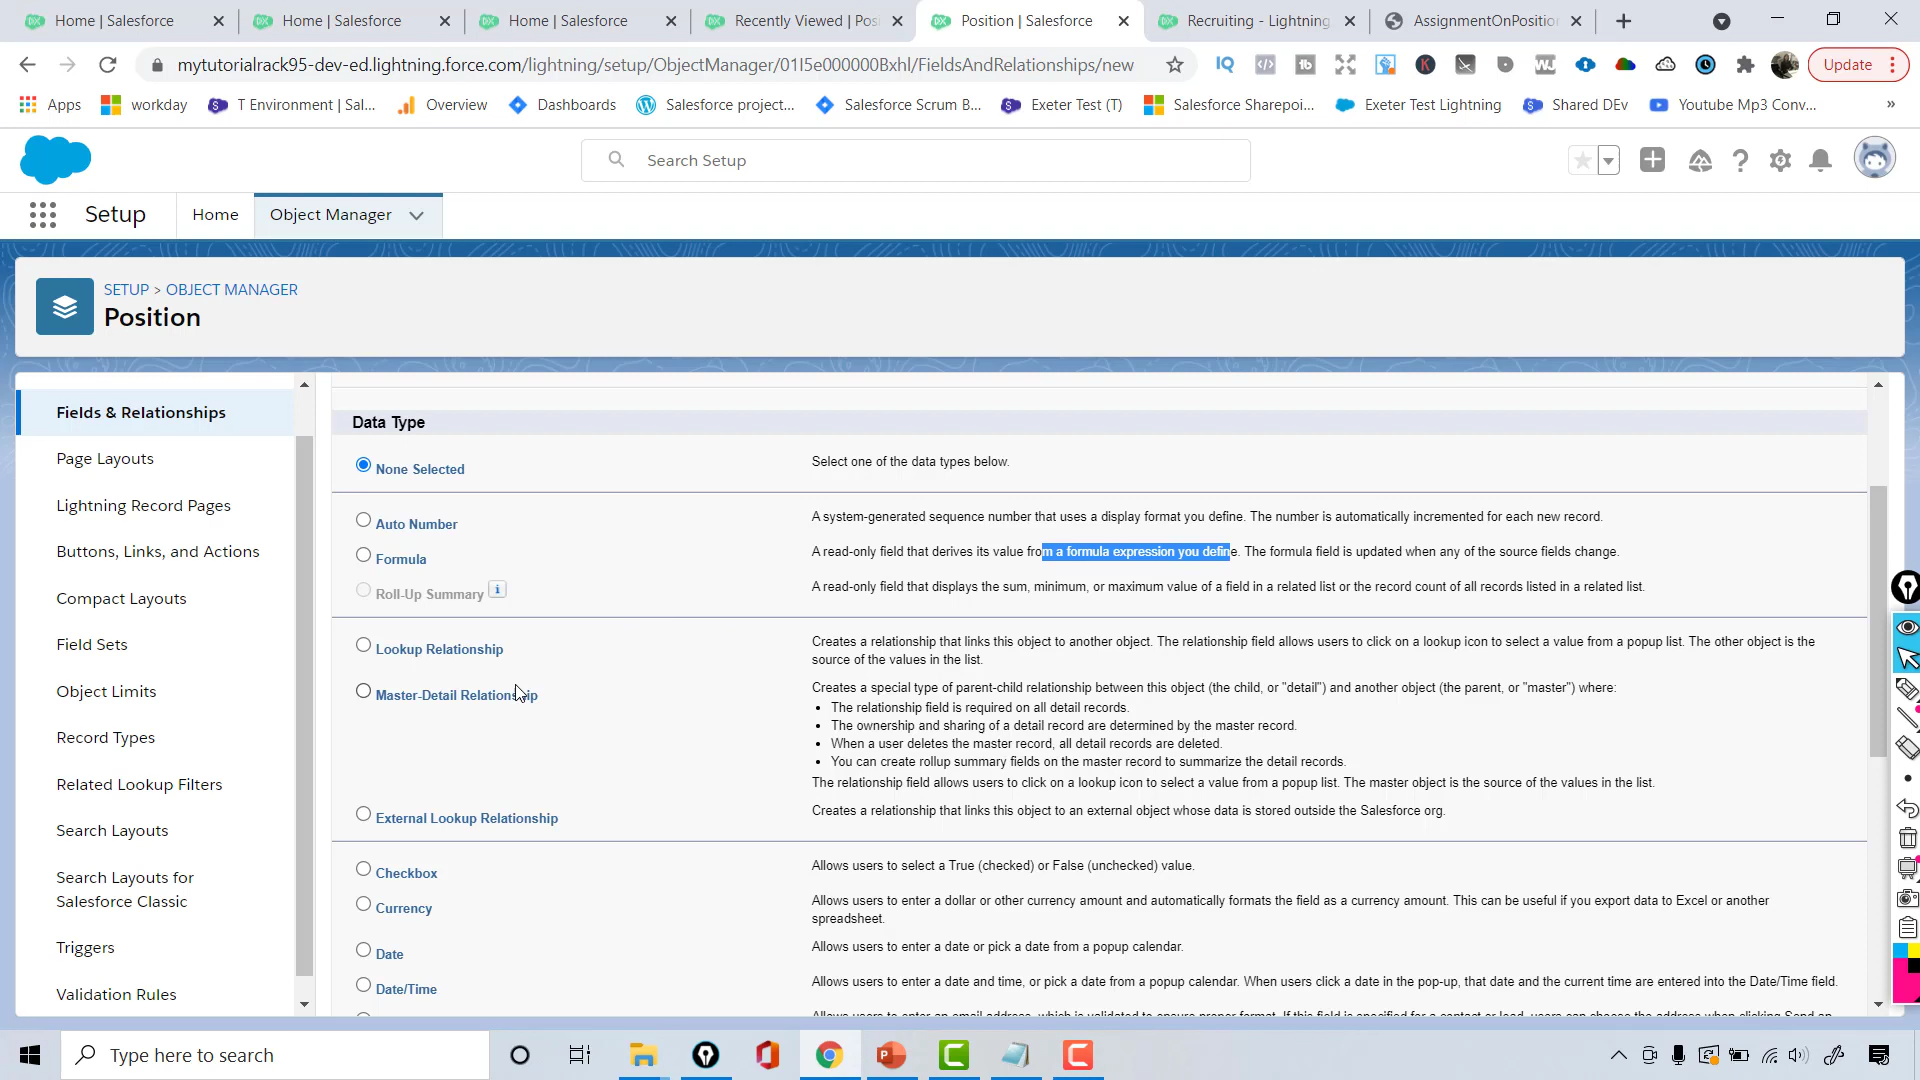 Home | Salesforce
Home | Salesforce
Home | Salesforce
Recently Viewed | Posi
Position | Salesforce
Recruiting - Lightning
AssignmentOnPosition
mytutorialrack95-dev-ed.lightning.force.com/lightning/setup/ObjectManager/01I5e000000Bxhl/FieldsAndRelationships/new
Update
Apps
workday
T Environment | Sal...
Overview
Dashboards
Salesforce project...
Salesforce Scrum B...
Exeter Test (T)
Salesforce Sharepoi...
Exeter Test Lightning
Shared DEv
Youtube Mp3 Conv...
Search Setup
Setup
Home
Object Manager
SETUP > OBJECT MANAGER
Position
Fields & Relationships
Page Layouts
Lightning Record Pages
Buttons, Links, and Actions
Compact Layouts
Field Sets
Object Limits
Record Types
Related Lookup Filters
Search Layouts
Search Layouts for
Salesforce Classic
Triggers
Validation Rules
Data Type
None Selected
Select one of the data types below.
Auto Number
A system-generated sequence number that uses a display format you define. The number is automatically incremented for each new record.
Formula
A read-only field that derives its value from a formula expression you define. The formula field is updated when any of the source fields change.
Roll-Up Summary
A read-only field that displays the sum, minimum, or maximum value of a field in a related list or the record count of all records listed in a related list.
Lookup Relationship
Creates a relationship that links this object to another object. The relationship field allows users to click on a lookup icon to select a value from a popup list. The other object is the
source of the values in the list.
Master-Detail Relationship
Creates a special type of parent-child relationship between this object (the child, or "detail") and another object (the parent, or "master") where:
• The relationship field is required on all detail records.
• The ownership and sharing of a detail record are determined by the master record.
• When a user deletes the master record, all detail records are deleted.
• You can create rollup summary fields on the master record to summarize the detail records.
The relationship field allows users to click on a lookup icon to select a value from a popup list. The master object is the source of the values in the list.
External Lookup Relationship
Creates a relationship that links this object to an external object whose data is stored outside the Salesforce org.
Checkbox
Allows users to select a True (checked) or False (unchecked) value.
Currency
Allows users to enter a dollar or other currency amount and automatically formats the field as a currency amount. This can be useful if you export data to Excel or another
spreadsheet.
Date
Allows users to enter a date or pick a date from a popup calendar.
Date/Time
Allows users to enter a date and time, or pick a date from a popup calendar. When users click a date in the pop-up, that date and the current time are entered into the Date/Time field.
Type here to search